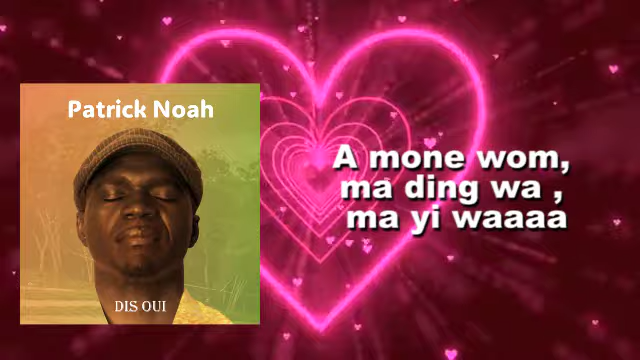 Patrick Noah
DIS OUI
A mone wom,
ma ding wa ,
ma yi waaaa